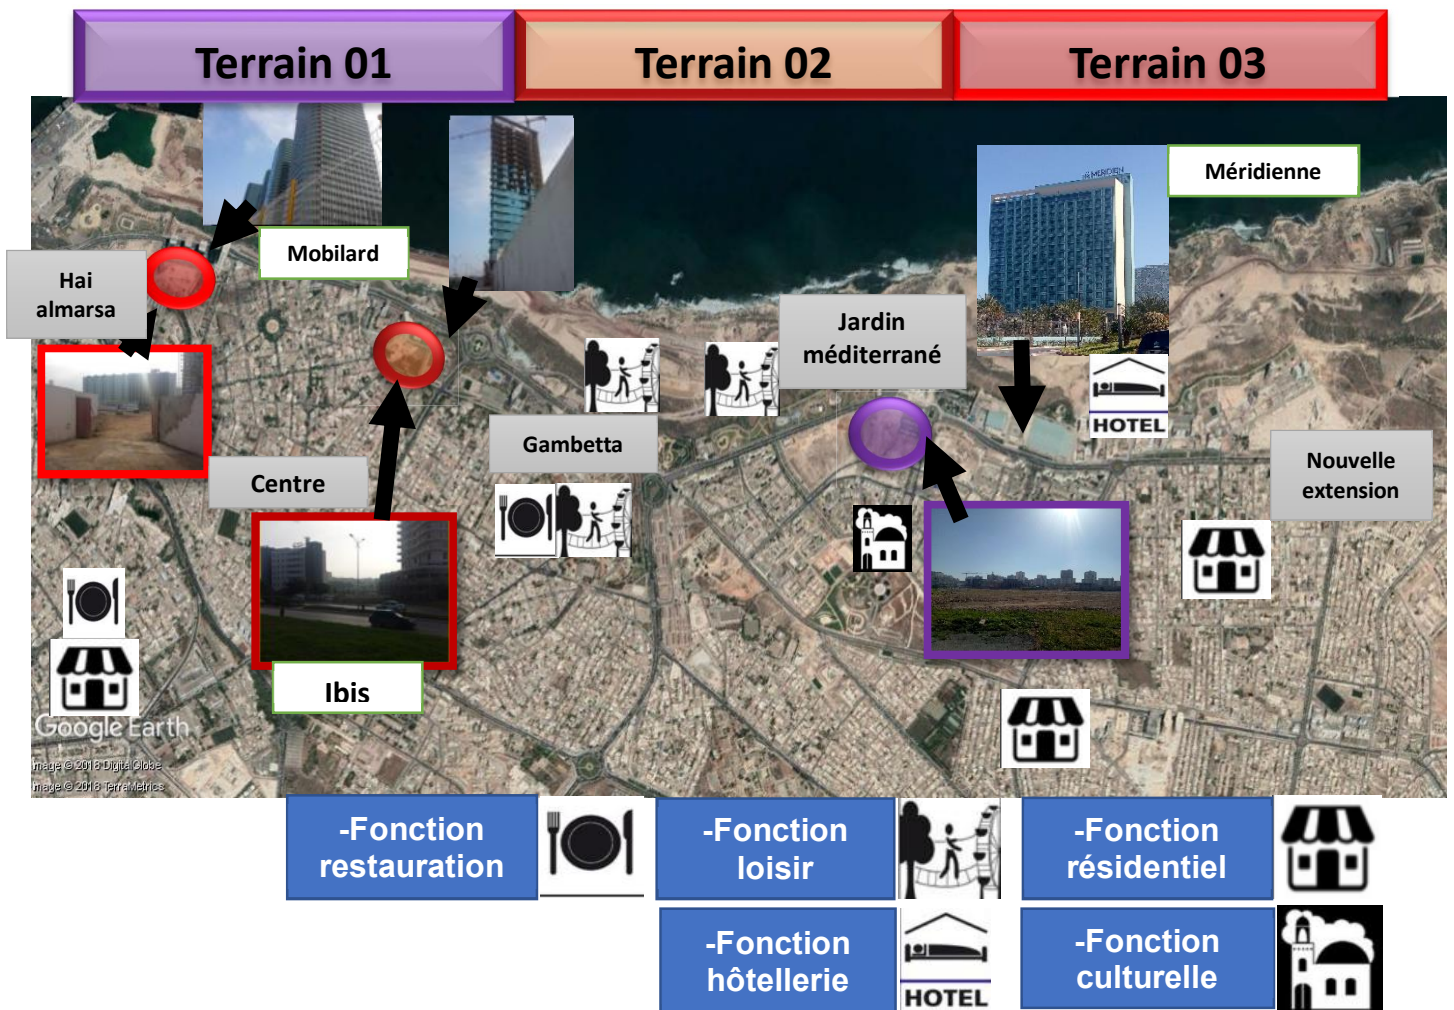 Terrain 01
Terrain 02
Terrain 03
MERIDIEN
Méridienne
Mobilard
Hai
almarsa
Jardin
méditerrané
HOTEL
Gambetta
Centre
Nouvelle
extension
Ibis
Google Earth
Image © 2018 DigitalGlobe
Image © 2018 TerraMetrics
-Fonction
restauration
-Fonction
loisir
-Fonction
résidentiel
-Fonction
hôtellerie
HOTEL
-Fonction
culturelle